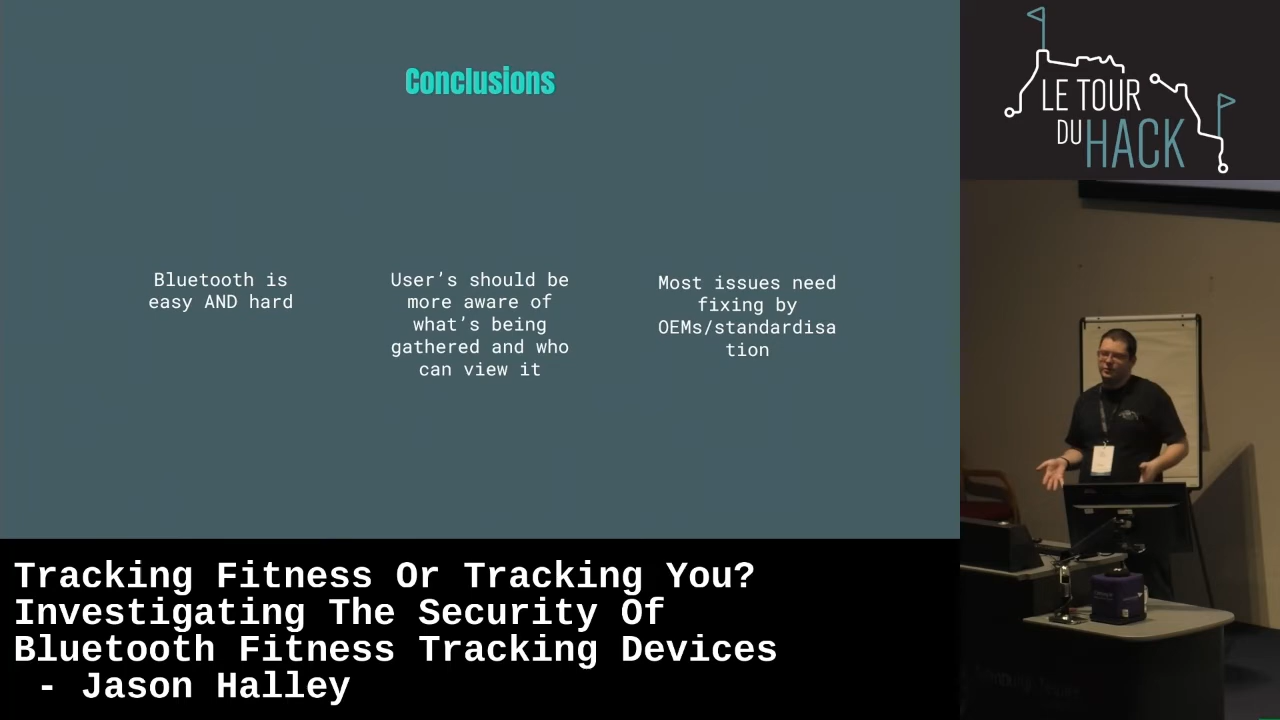 Conclusions
Bluetooth is
easy AND hard
User’s should be
more aware of
what’s being
gathered and who
can view it
Most issues need
fixing by
OEMs/standardisa
tion
LE TOUR
DU HACK
Tracking Fitness Or Tracking You?
Investigating The Security Of
Bluetooth Fitness Tracking Devices
- Jason Halley